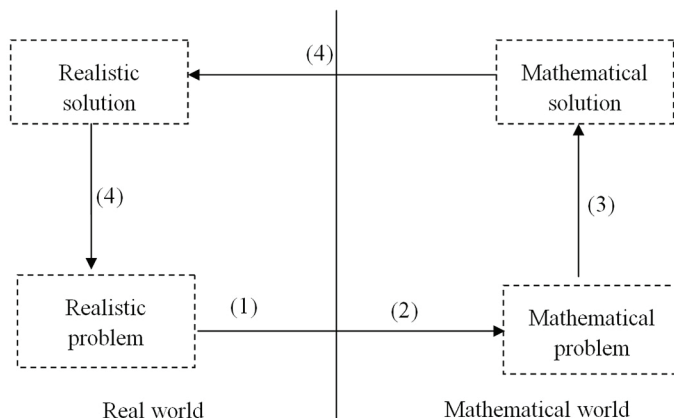 Realistic
solution
(4)
Mathematical
solution
(4)
(3)
Realistic
problem
(1)
(2)
Mathematical
problem
Real world
Mathematical world